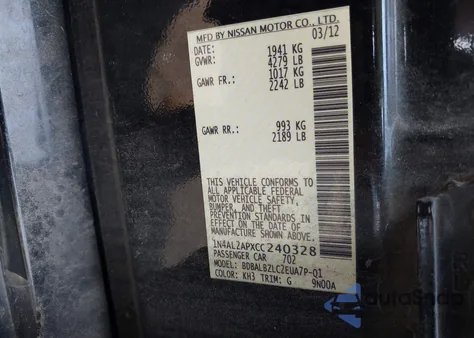 MFD BY NISSAN MOTOR CO., LTD.
DATE: 03/12
GVWR: 1941 KG
4279 LB
GAWR FR.: 1017 KG
2242 LB
GAWR RR.: 993 KG
2189 LB
THIS VEHICLE CONFORMS TO
ALL APPLICABLE FEDERAL
MOTOR VEHICLE SAFETY,
BUMPER, AND THEFT
PREVENTION STANDARDS IN
EFFECT ON THE DATE OF
MANUFACTURE SHOWN ABOVE.
1N4AL2APXCC240328
PASSENGER CAR 702
MODEL: BDBALBZLCZEUA7P-Q1
COLOR: KH3 TRIM: G 9N00A
AutoSnap